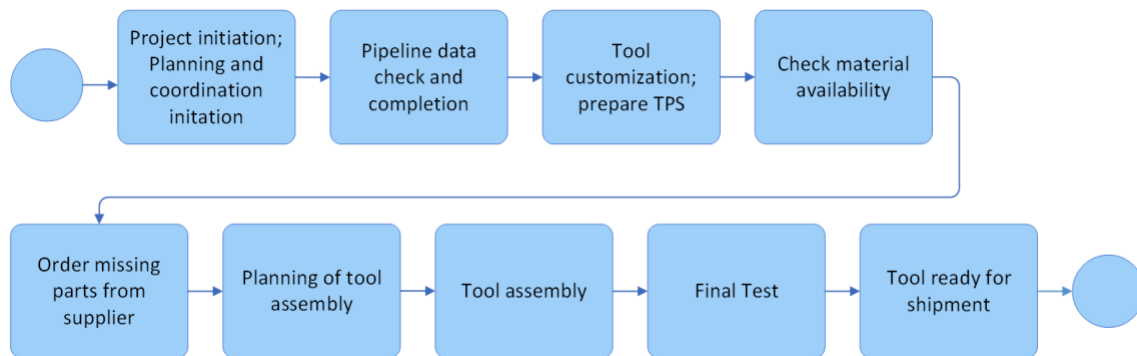 Project initiation;
Planning and
coordination
initation
Pipeline data
check and
completion
Tool
customization;
prepare TPS
Check material
availability
Order missing
parts from
supplier
Planning of tool
assembly
Tool assembly
Final Test
Tool ready for
shipment